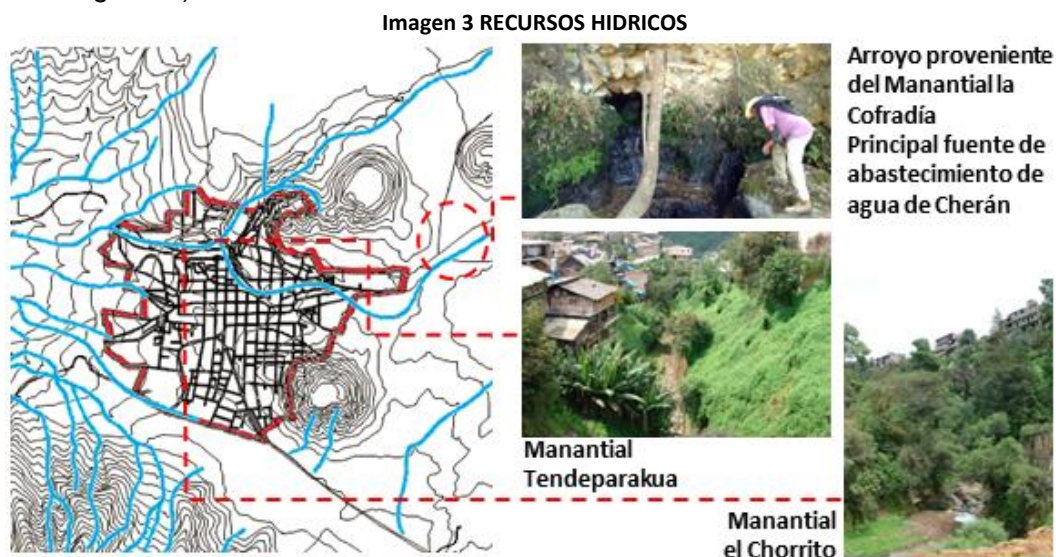 Imagen 3 RECURSOS HIDRICOS
Arroyo proveniente
del Manantial la
Cofradía
Principal fuente de
abastecimiento de
agua de Cherán
Manantial
Tendeparakua
Manantial
el Chorrito